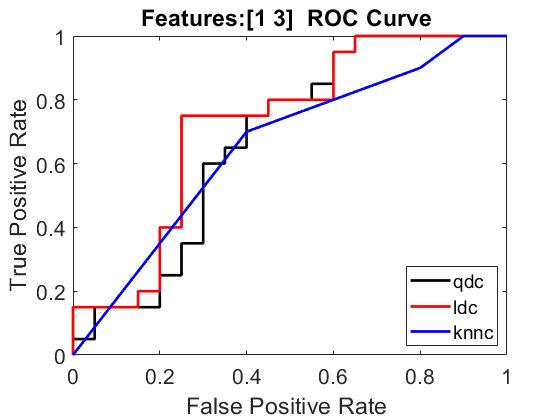 Features:[1 3]  ROC Curve
True Positive Rate
1
0.8
0.6
0.4
0.2
0
0 0.2 0.4 0.6 0.8 1
False Positive Rate
qdc
ldc
knnc